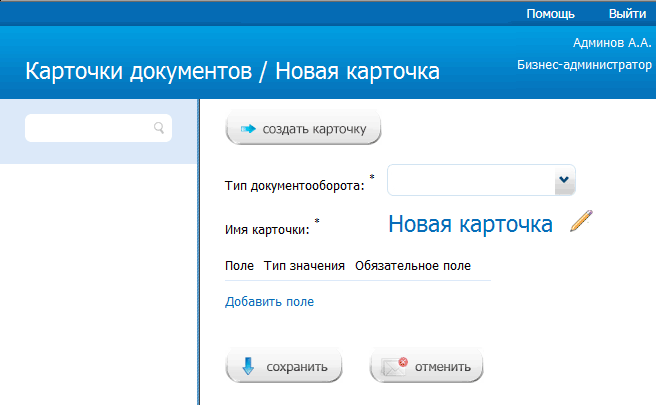 Помощь Выйти
Админов А.А.
Карточки документов / Новая карточка
Бизнес-администратор
создать карточку
Тип документооборота: *
Имя карточки: * Новая карточка
Поле Тип значения Обязательное поле
Добавить поле
сохранить отменить